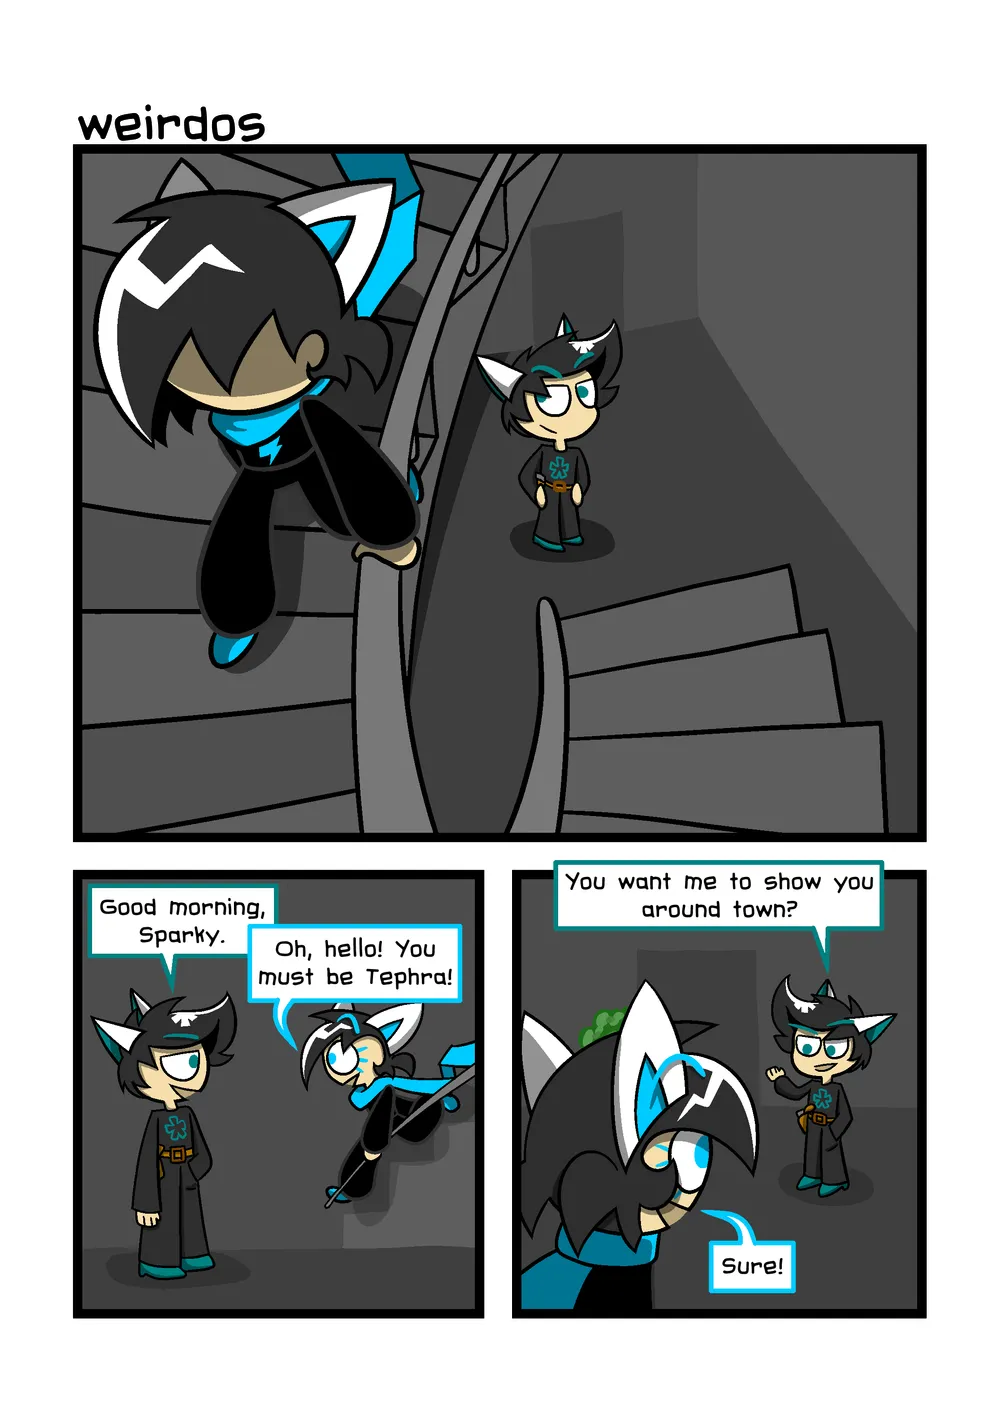 weirdos
Good morning,
Sparky.
Oh, hello! You
must be Tephra!
You want me to show you
around town?
Sure!